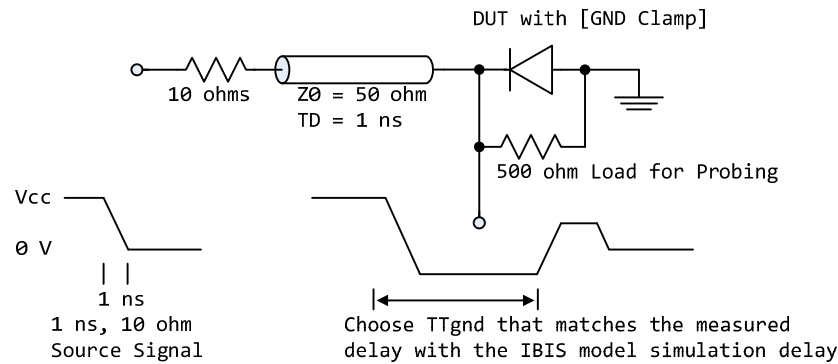 DUT with [GND Clamp]
10 ohms
Z0 = 50 ohm
TD = 1 ns
500 ohm Load for Probing
Vcc
0 V
1 ns
1 ns, 10 ohm
Source Signal
Choose TTgnd that matches the measured
delay with the IBIS model simulation delay